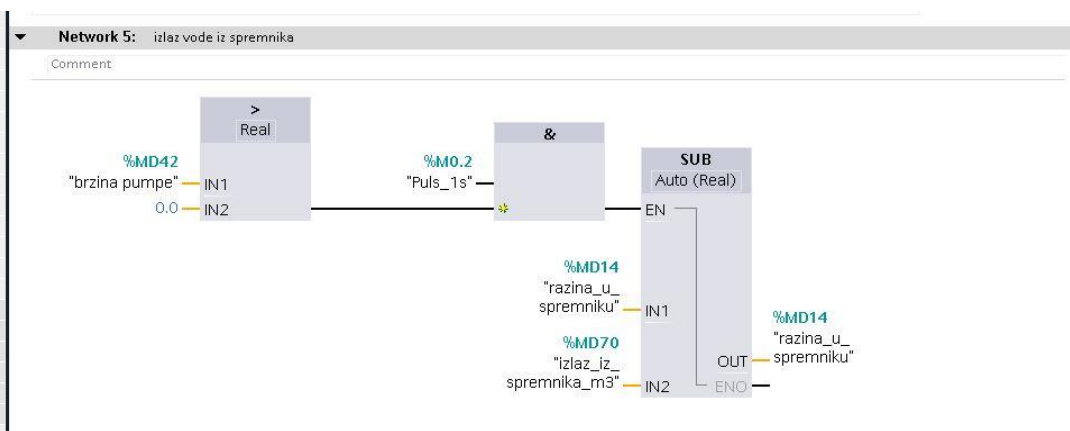 Network 5: izlaz vode iz spremnika
Comment
>
Real
%MD42
"brzina pumpe"
IN1
0.0
IN2
&
%M0.2
"Puls_1s"
SUB
Auto (Real)
EN
%MD14
"razina_u_
spremniku"
IN1
%MD70
"izlaz_iz_
spremnika_m3"
IN2
%MD14
"razina_u_
spremniku"
OUT
ENO